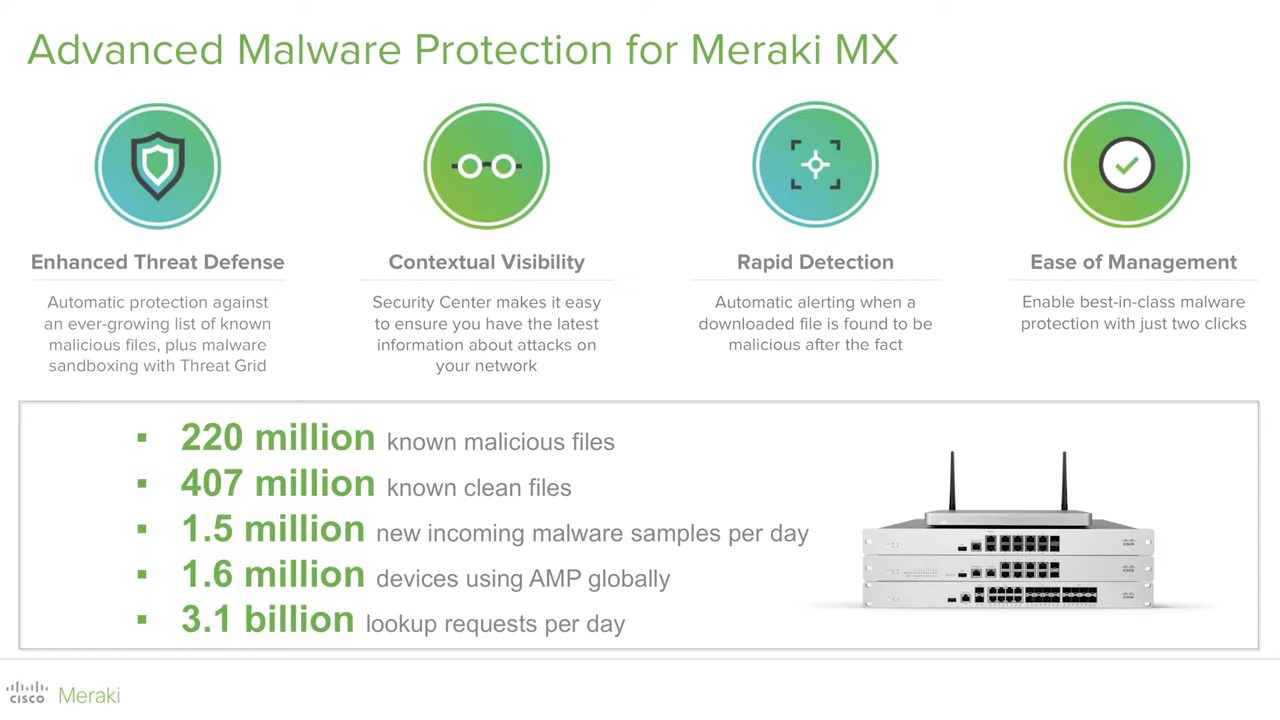 Advanced Malware Protection for Meraki MX
Enhanced Threat Defense
Automatic protection against
an ever-growing list of known
malicious files, plus malware
sandboxing with Threat Grid
Contextual Visibility
Security Center makes it easy
to ensure you have the latest
information about attacks on
your network
Rapid Detection
Automatic alerting when a
downloaded file is found to be
malicious after the fact
Ease of Management
Enable best-in-class malware
protection with just two clicks
▪ 220 million known malicious files
▪ 407 million known clean files
▪ 1.5 million new incoming malware samples per day
▪ 1.6 million devices using AMP globally
▪ 3.1 billion lookup requests per day
CISCO Meraki